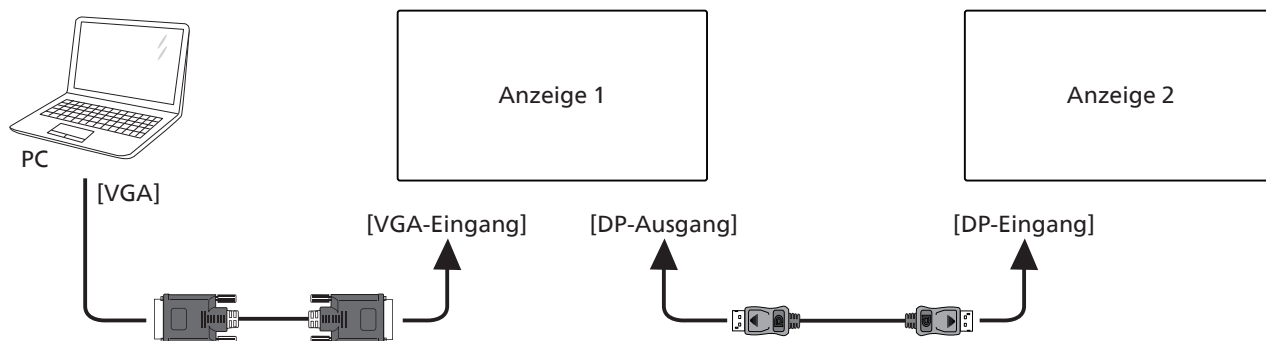 Anzeige 1
Anzeige 2
PC
[VGA]
[VGA-Eingang]
[DP-Ausgang]
[DP-Eingang]